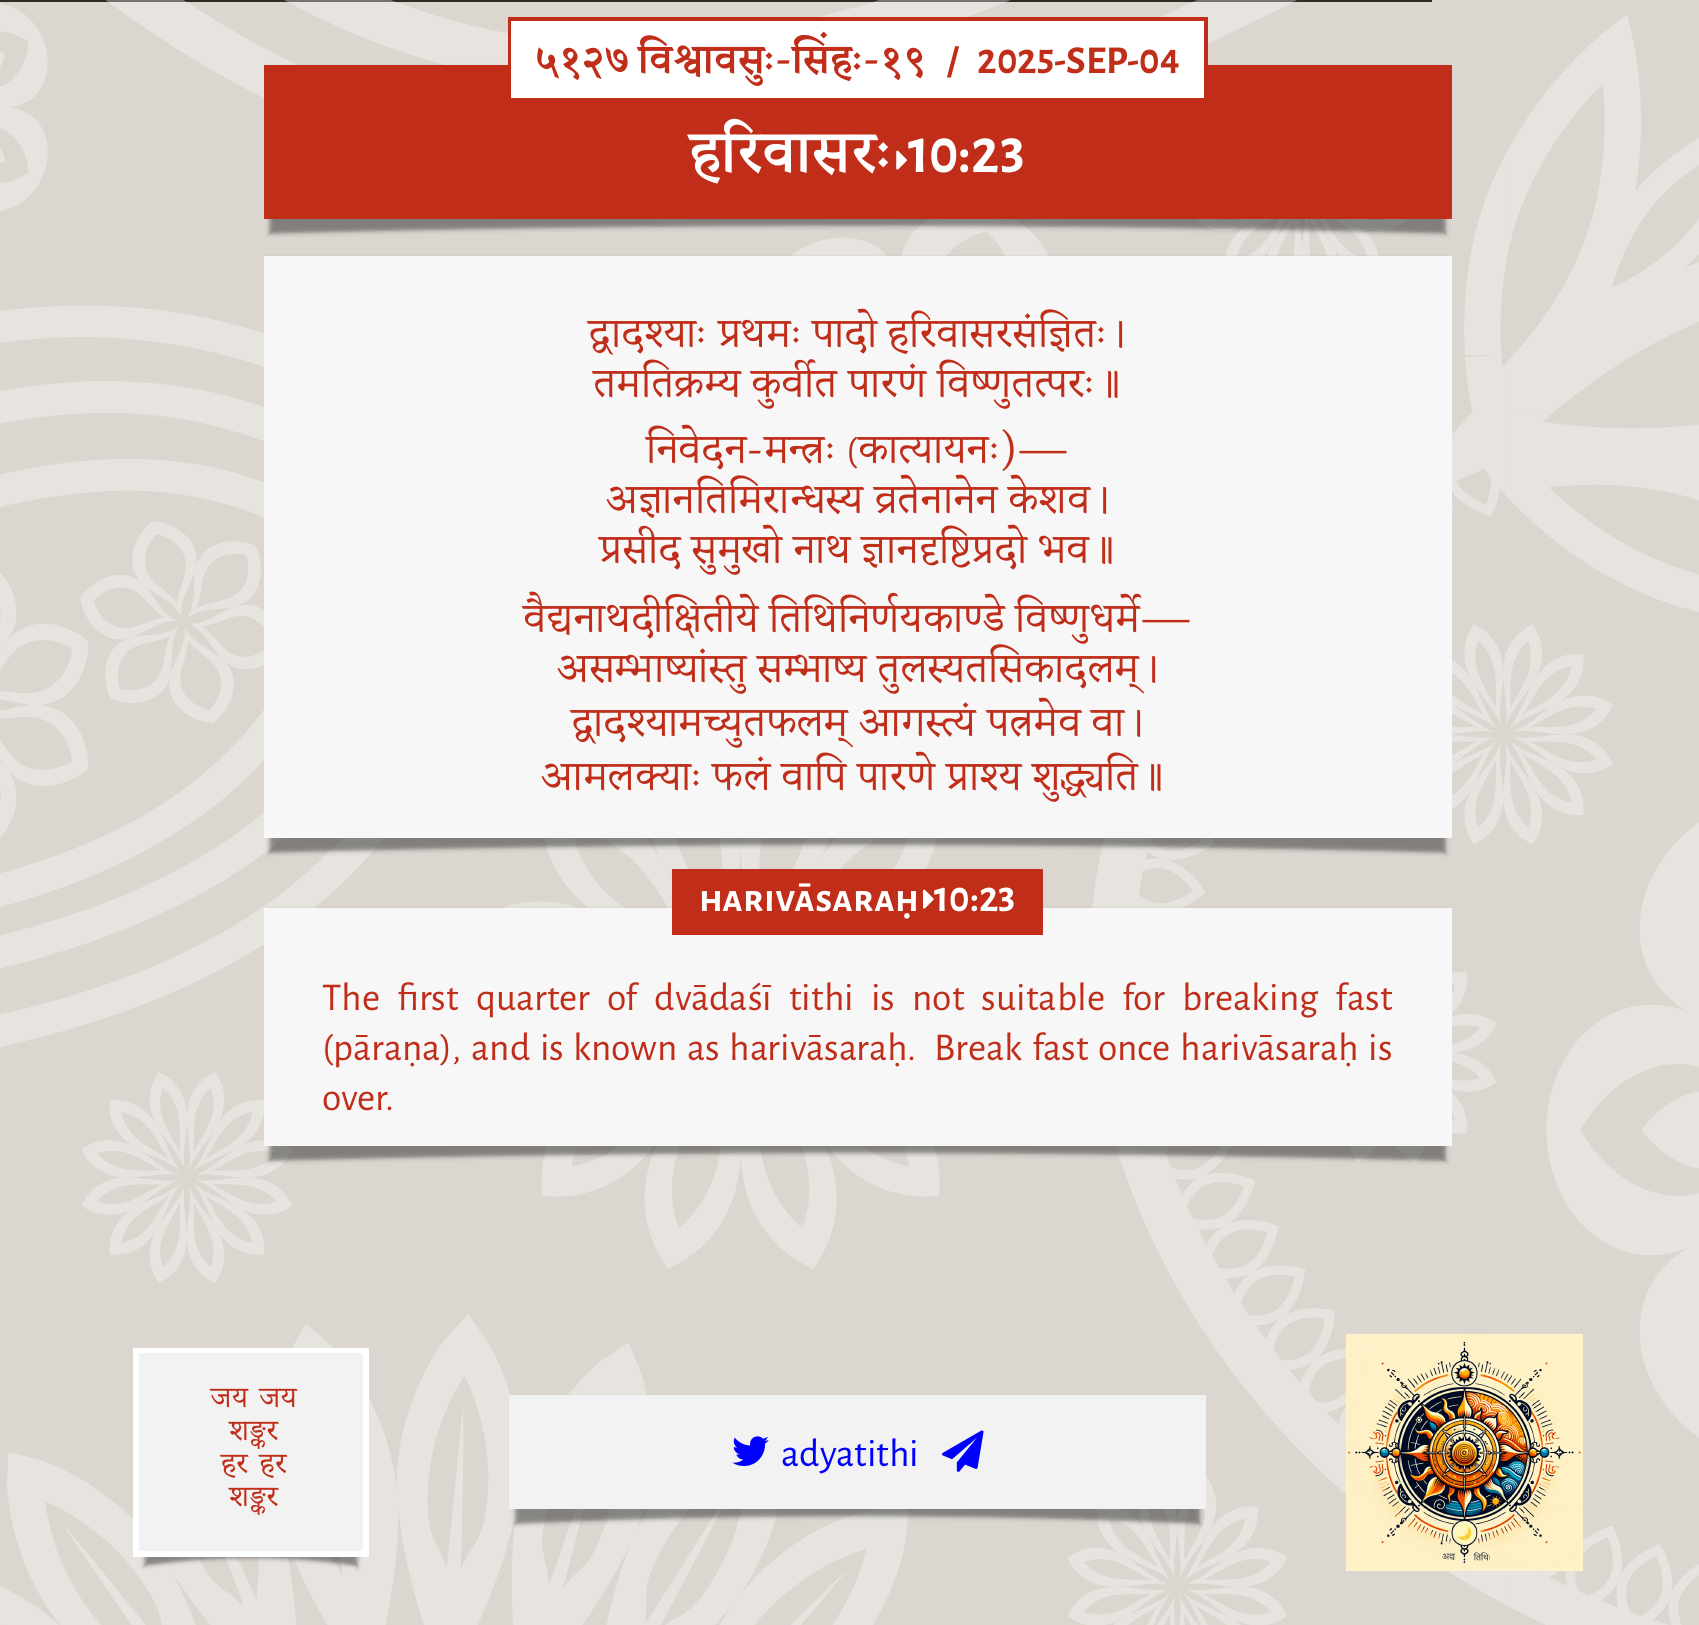 ५१२७ विश्वावसुः-सिंहः-१९ / 2025-SEP-04
हरिवासरः▸10:23
द्वादश्याः प्रथमः पादो हरिवासरसंज्ञितः।
तमतिक्रम्य कुर्वीत पारणं विष्णुतत्परः॥
निवेदन-मन्त्रः (कात्यायनः)—
अज्ञानतिमिरान्धस्य व्रतेनानेन केशव।
प्रसीद सुमुखो नाथ ज्ञानदृष्टिप्रदो भव॥
वैद्यनाथदीक्षितीये तिथिनिर्णयकाण्डे विष्णुधर्मे—
असम्भाष्यांस्तु सम्भाष्य तुलस्यतसिकादलम्।
द्वादश्यामच्युतफलम् आगस्त्यं पत्रमेव वा।
आमलक्याः फलं वापि पारणे प्राश्य शुद्ध्यति॥
HARIVĀSARAḤ▸10:23
The first quarter of dvādaśī tithi is not suitable for breaking fast
(pāraṇa), and is known as harivāsaraḥ. Break fast once harivāsaraḥ is
over.
जय जय
शङ्कर
हर हर
शङ्कर
adyatithi
अद्य तिथिः